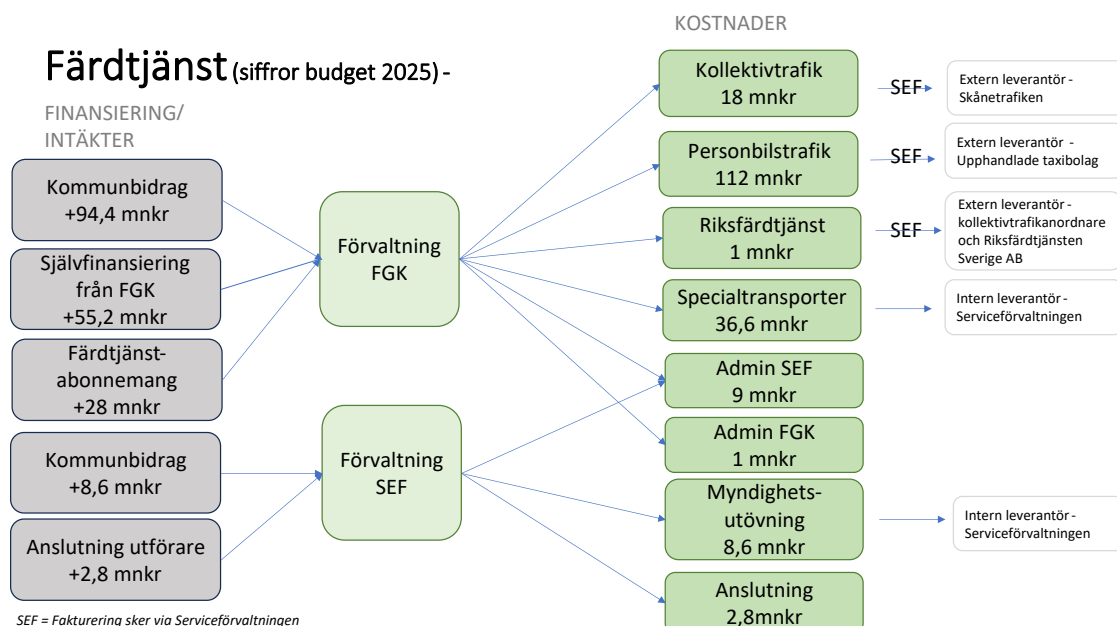 KOSTNADER
Färdtjänst (siffror budget 2025) -
FINANSIERING/
INTÄKTER
Kommunbidrag
+94,4 mnkr
Självfinansiering
från FGK
+55,2 mnkr
Färdtjänst-
abonnemang
+28 mnkr
Kommunbidrag
+8,6 mnkr
Anslutning utförare
+2,8 mnkr
Förvaltning
FGK
Förvaltning
SEF
Kollektivtrafik
18 mnkr
Personbilstrafik
112 mnkr
Riksfärdtjänst
1 mnkr
Specialtransporter
36,6 mnkr
Admin SEF
9 mnkr
Admin FGK
1 mnkr
Myndighets-
utövning
8,6 mnkr
Anslutning
2,8mnkr
SEF
SEF
SEF
Extern leverantör -
Skånetrafiken
Extern leverantör -
Upphandlade taxibolag
Extern leverantör -
kollektivtrafikanordnare
och Riksfärdtjänsten
Sverige AB
Intern leverantör -
Serviceförvaltningen
Intern leverantör -
Serviceförvaltningen
SEF = Fakturering sker via Serviceförvaltningen